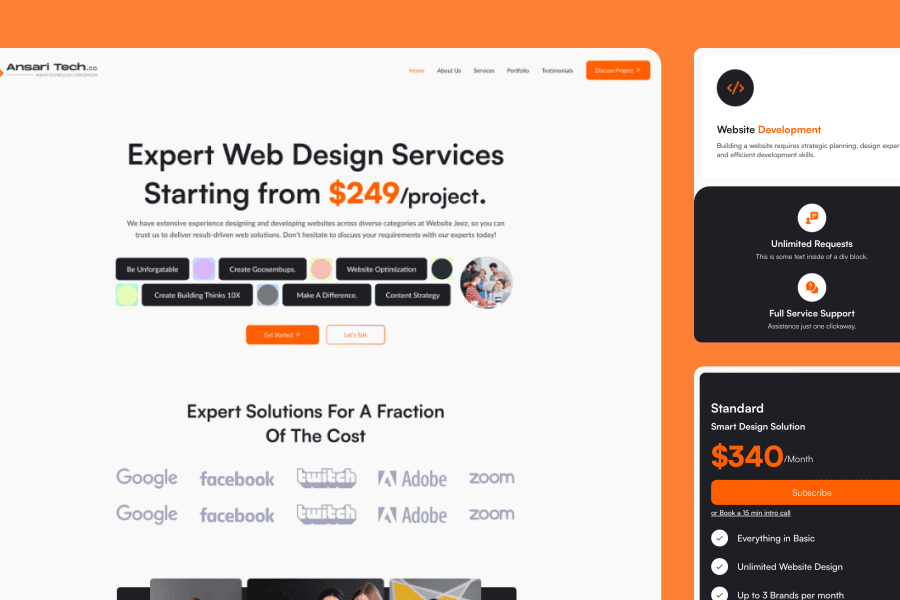 Ansari Tech.co
ANSARI TECHNOLOGY CORPORATION
Home About Us Services Portfolio Testimonials Discuss Project ↗
Expert Web Design Services
Starting from $249/project.
We have extensive experience designing and developing websites across diverse categories at Website Jeez, so you can
trust us to deliver result-driven web solutions. Don't hesitate to discuss your requirements with our experts today!
Be Unforgatable Create Goosembups. Website Optimization
Create Building Thinks 10X Make A Difference. Content Strategy
Get Started ↗ Let's Talk
Expert Solutions For A Fraction
Of The Cost
Google facebook twitch Adobe zoom
Google facebook twitch Adobe zoom
</>
Website Development
Building a website requires strategic planning, design exper
and efficient development skills.
Unlimited Requests
This is some text inside of a div block.
Full Service Support
Assistance just one clickaway.
Standard
Smart Design Solution
$340/Month
Subscribe
or Book a 15 min intro call
Everything in Basic
Unlimited Website Design
Up to 3 Brands per month